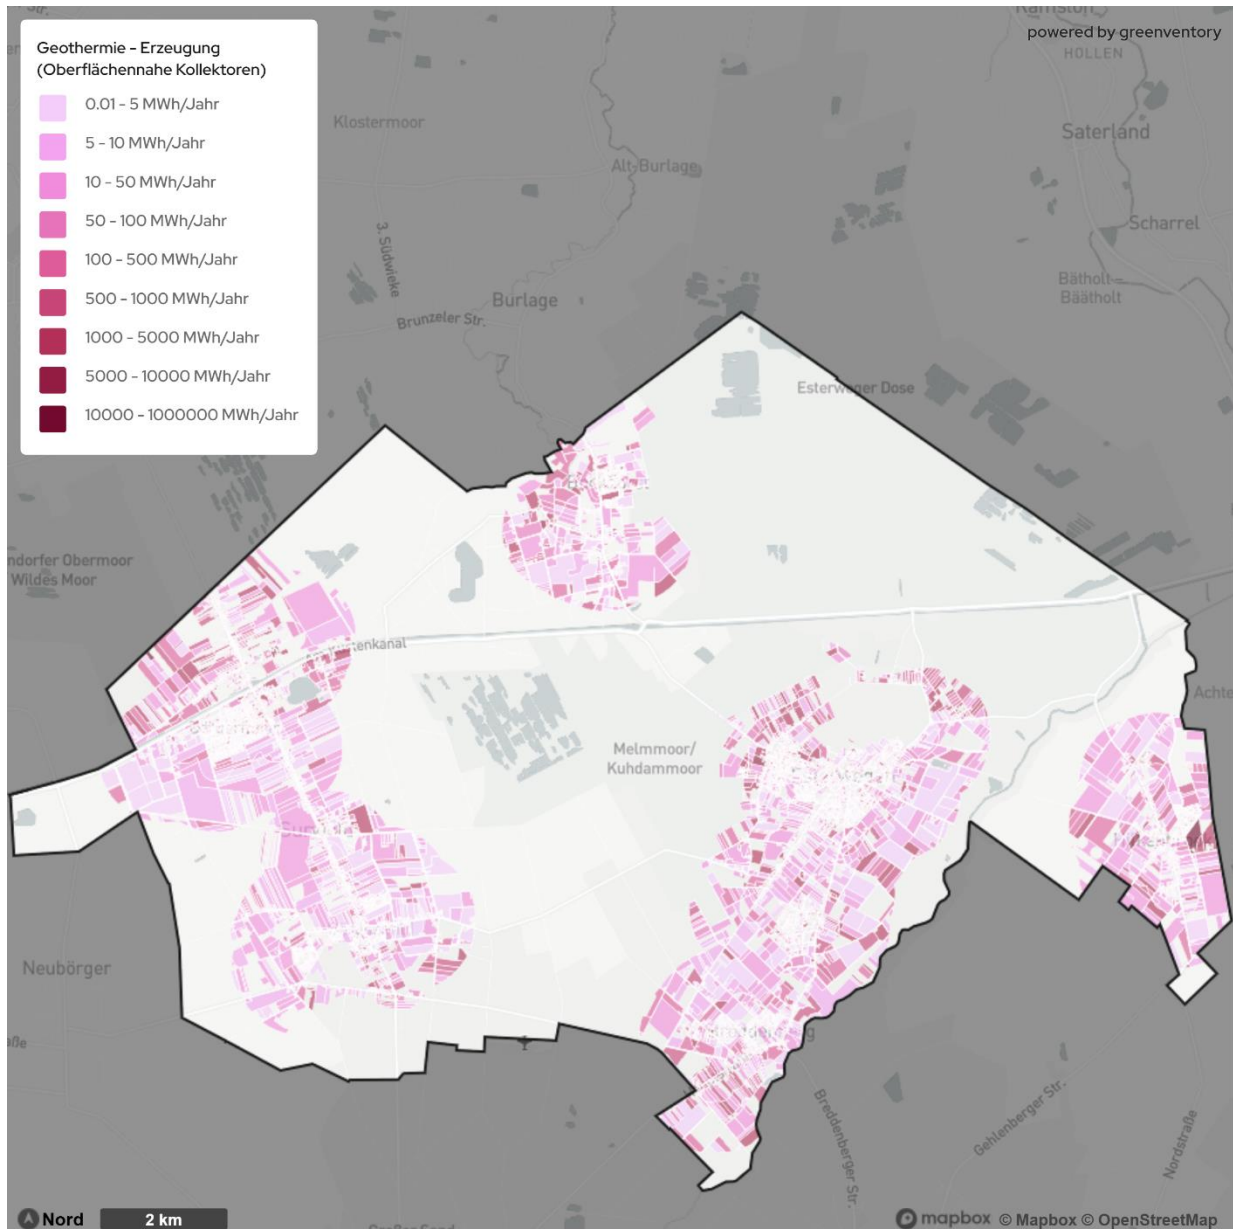 Geothermie - Erzeugung
(Oberflächennahe Kollektoren)
0.01 - 5 MWh/Jahr
5 - 10 MWh/Jahr
10 - 50 MWh/Jahr
50 - 100 MWh/Jahr
100 - 500 MWh/Jahr
500 - 1000 MWh/Jahr
1000 - 5000 MWh/Jahr
5000 - 10000 MWh/Jahr
10000 - 1000000 MWh/Jahr
powered by greenventory
HOLLEN
Klostermoor
Saterland
Alt-Burlage
Scharrel
3. Südwieke
Bätholt -
Bäätholt
Burlage
Brunzeler Str.
Esterweger Dose
ndorfer Obermoor
Wildes Moor
Am Küstenkanal
Achte
Melmmoor/
Kuhdammoor
Neubörger
Breddenberger Str.
Gehlenberger Str.
Nordstraße
Nord
2 km
mapbox © Mapbox © OpenStreetMap